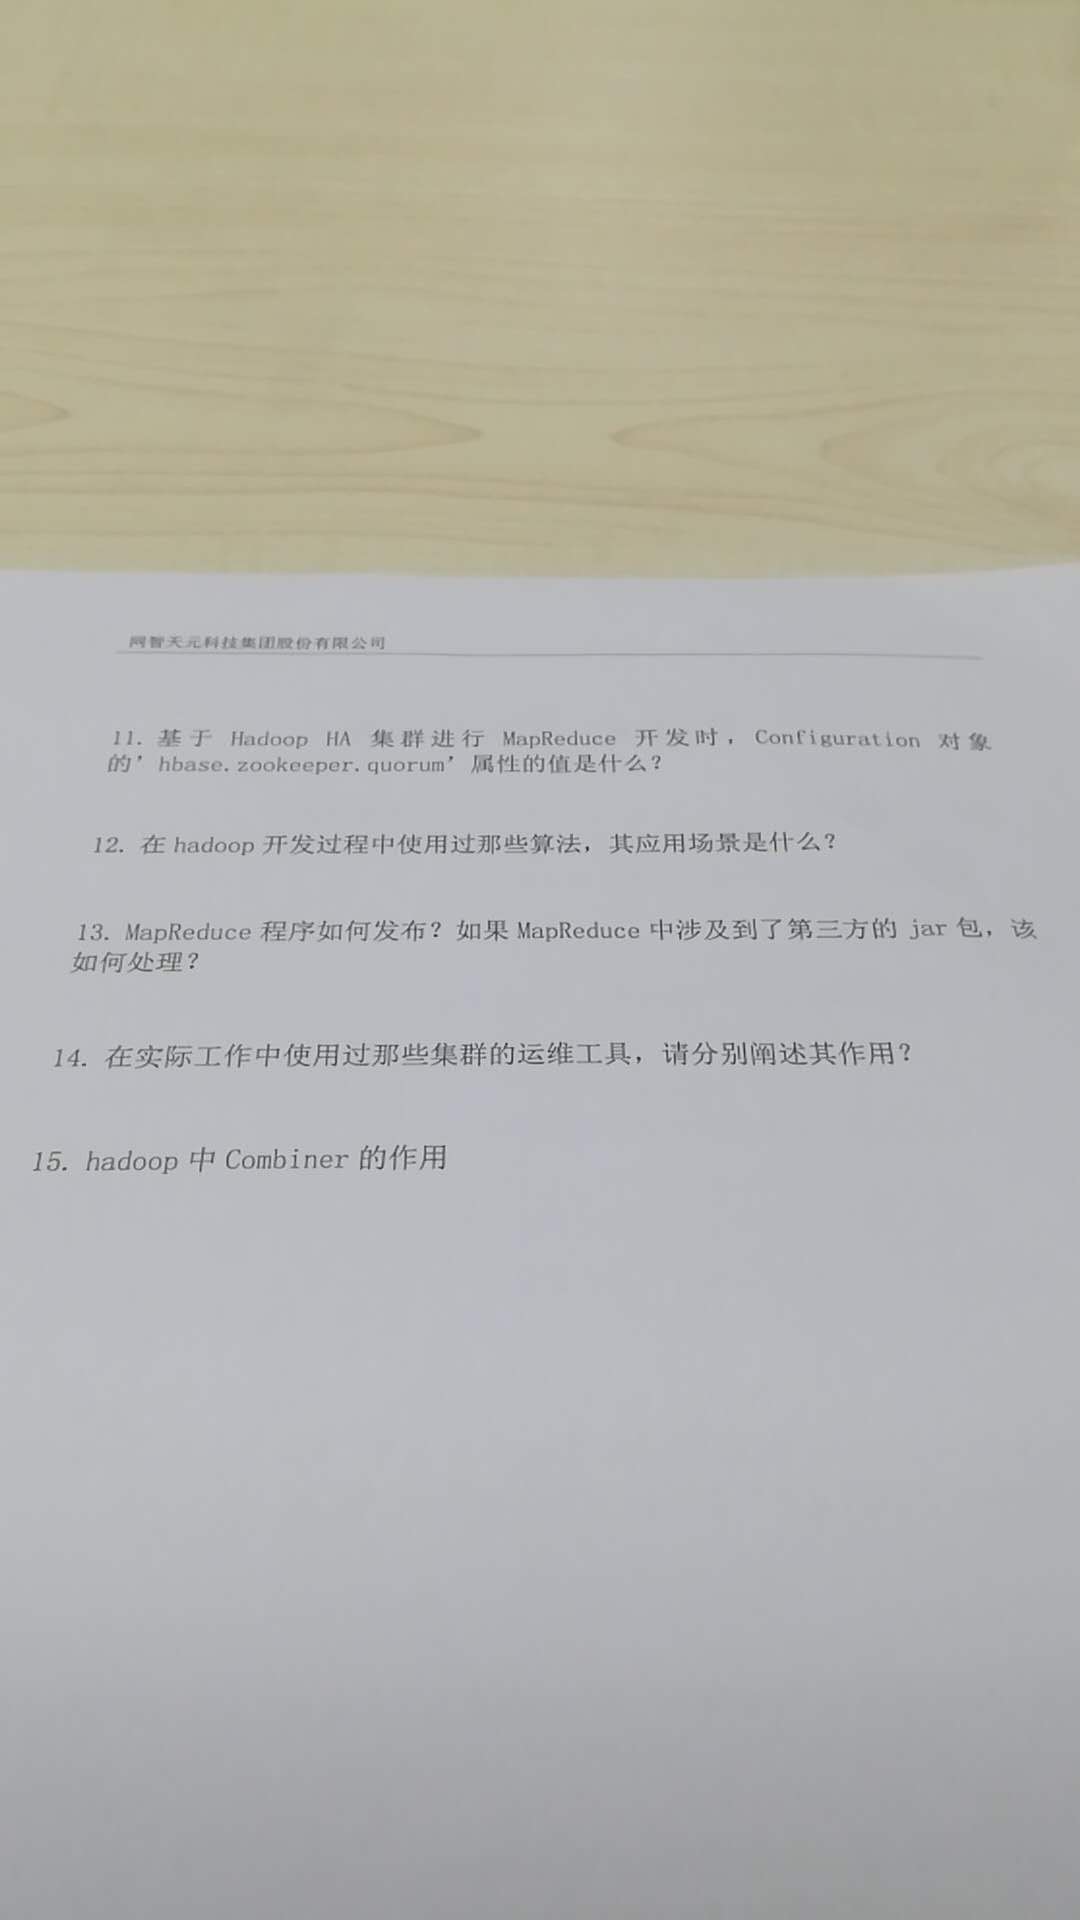 网智天元科技集团股份有限公司
11. 基于 Hadoop HA 集群进行 MapReduce 开发时，Configuration 对象
的’hbase.zookeeper.quorum’属性的值是什么？
12. 在 hadoop 开发过程中使用过那些算法，其应用场景是什么？
13. MapReduce 程序如何发布？如果 MapReduce 中涉及到了第三方的 jar 包，该
如何处理？
14. 在实际工作中使用过那些集群的运维工具，请分别阐述其作用？
15. hadoop 中 Combiner 的作用